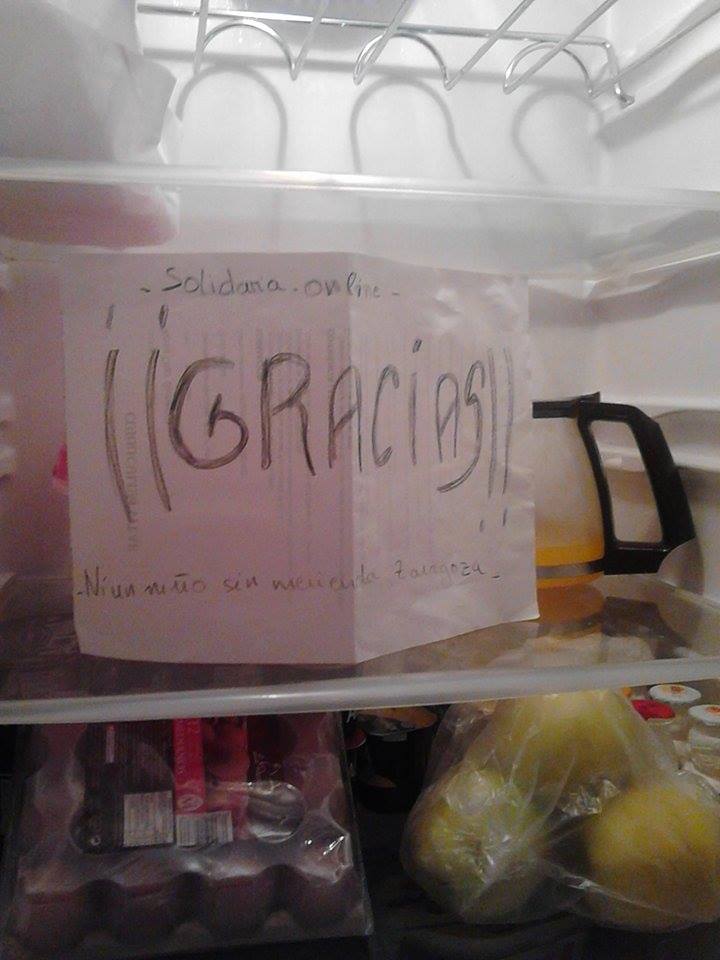 - Solidaria - online -
¡¡GRACIAS!!
- Ni un niño sin merienda Zaragoza -